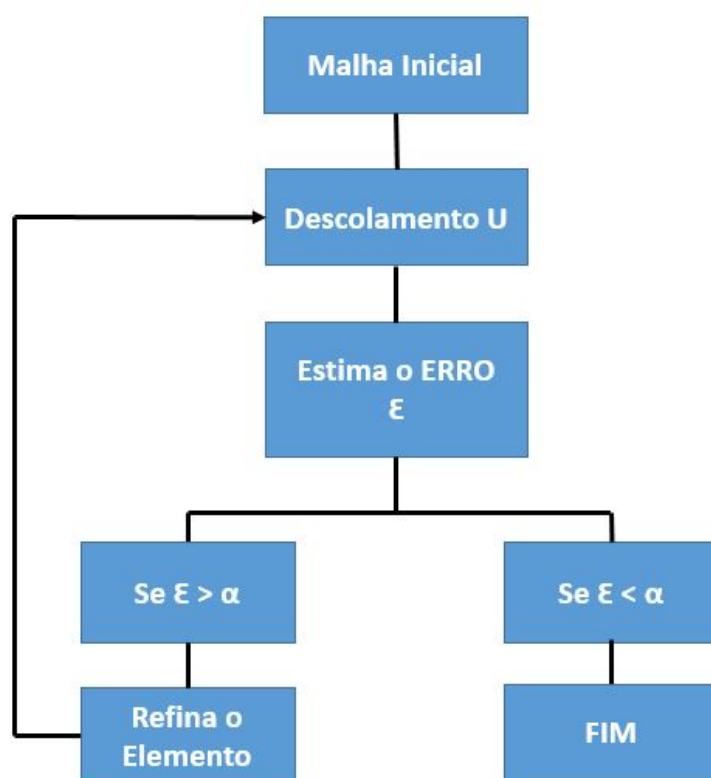 Malha Inicial
Descolamento U
Estima o ERRO
Ɛ
Se Ɛ > α
Se Ɛ < α
Refina o
Elemento
FIM